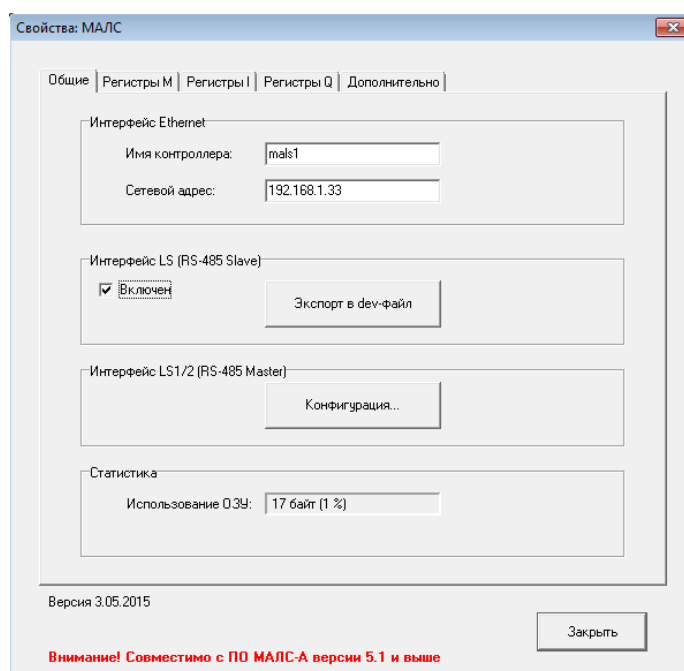 Свойства: МАЛС
Общие Регистры M Регистры I Регистры Q Дополнительно
Интерфейс Ethernet
Имя контроллера: mals1
Сетевой адрес: 192.168.1.33
Интерфейс LS (RS-485 Slave)
Включен Экспорт в dev-файл
Интерфейс LS1/2 (RS-485 Master)
Конфигурация...
Статистика
Использование ОЗУ: 17 байт (1 %)
Версия 3.05.2015
Закрыть
Внимание! Совместимо с ПО МАЛС-А версии 5.1 и выше